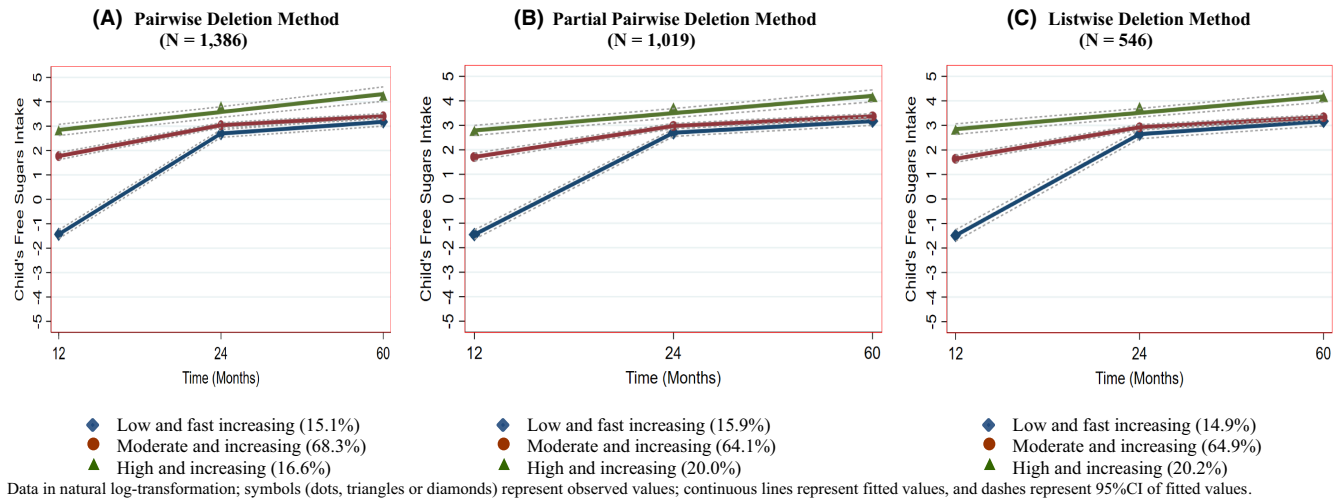 (A) Pairwise Deletion Method
(N = 1,386)
Child's Free Sugars Intake
5
4
3
2
1
0
-1
-2
-3
-4
-5
12 24 60
Time (Months)
Low and fast increasing (15.1%)
Moderate and increasing (68.3%)
High and increasing (16.6%)
(B) Partial Pairwise Deletion Method
(N = 1,019)
Child's Free Sugars Intake
5
4
3
2
1
0
-1
-2
-3
-4
-5
12 24 60
Time (Months)
Low and fast increasing (15.9%)
Moderate and increasing (64.1%)
High and increasing (20.0%)
(C) Listwise Deletion Method
(N = 546)
Child's Free Sugars Intake
5
4
3
2
1
0
-1
-2
-3
-4
-5
12 24 60
Time (Months)
Low and fast increasing (14.9%)
Moderate and increasing (64.9%)
High and increasing (20.2%)
Data in natural log-transformation; symbols (dots, triangles or diamonds) represent observed values; continuous lines represent fitted values, and dashes represent 95%CI of fitted values.